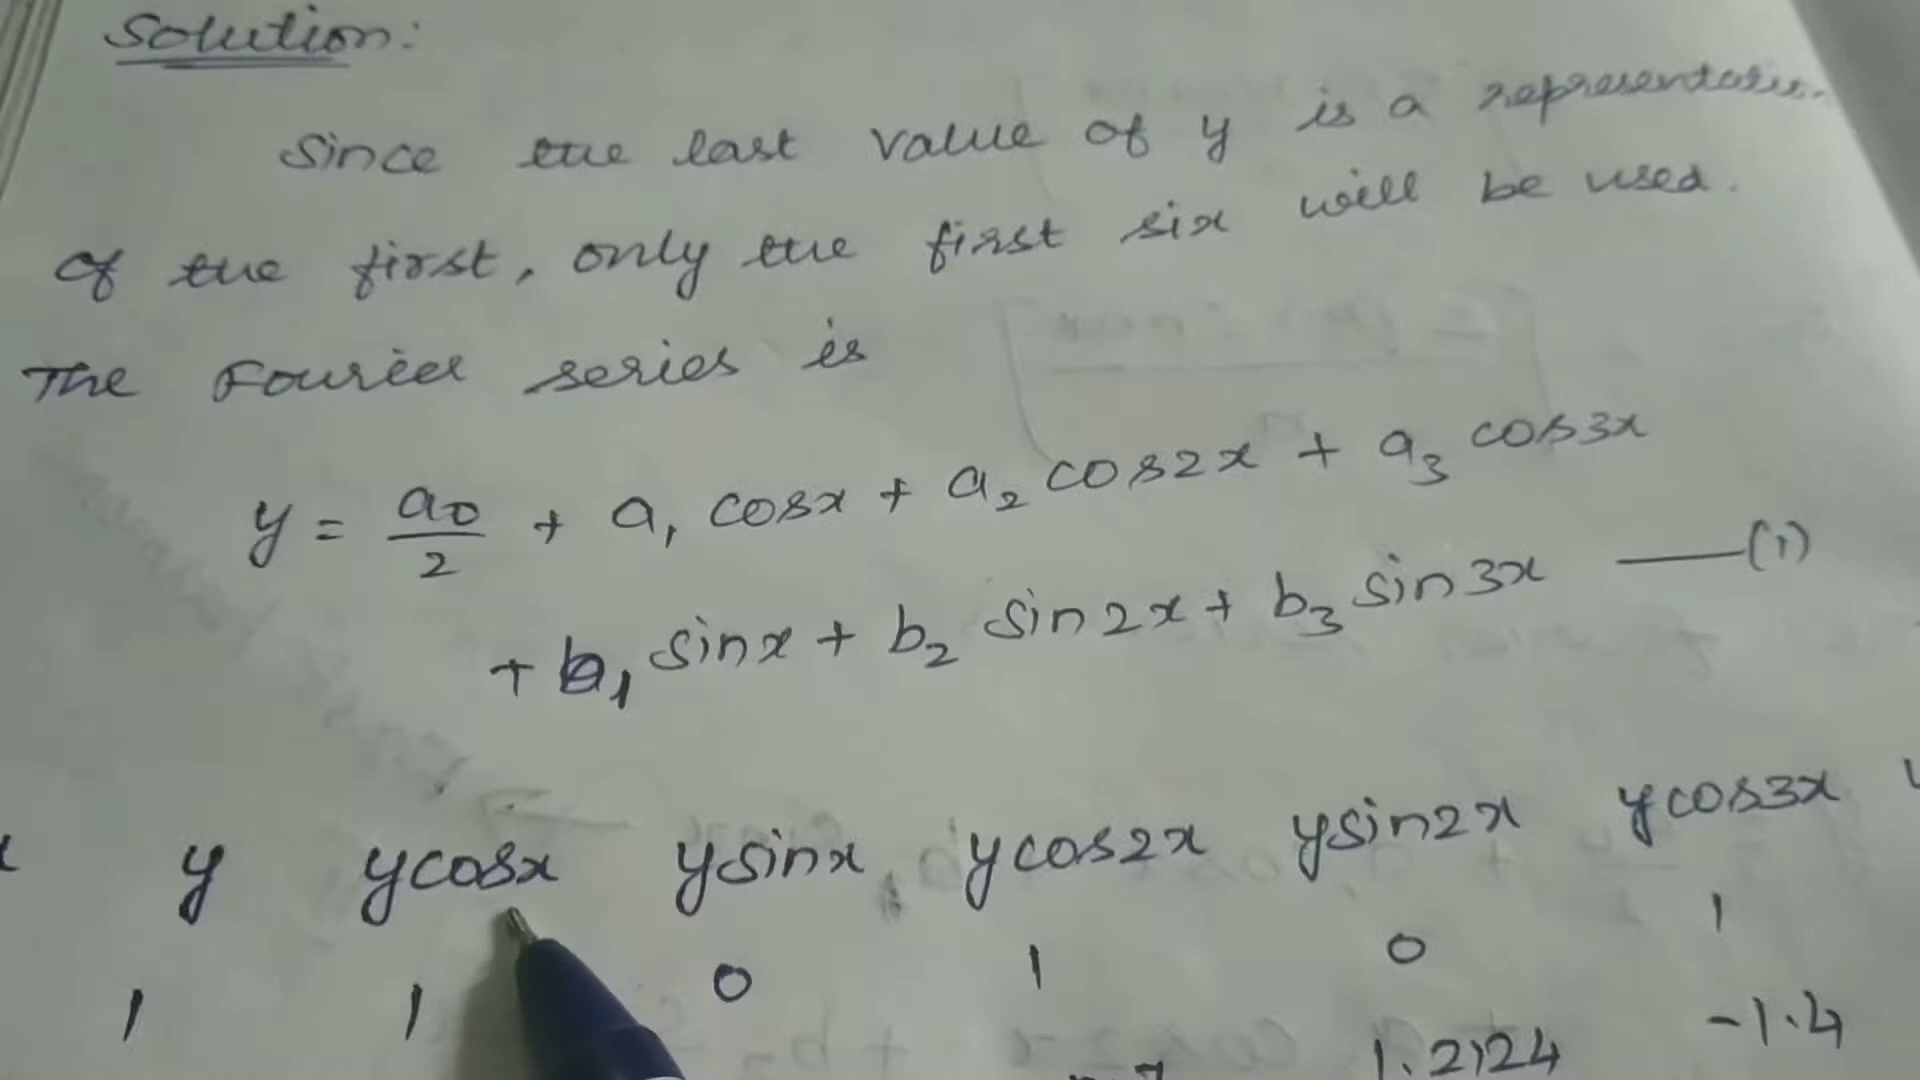 Solution:
Since the last value of y is a
of the first, only the first six will be used.
The Fourier series is
y = a0/2 + a1 cosx + a2 cos2x + a3 cos3x
+ b1 sinx + b2 sin2x + b3 sin3x —(1)
y ycosx ysinx ycos2x ysin2x ycos3x
1 1 0 1 0 1
1.2124 -1.4